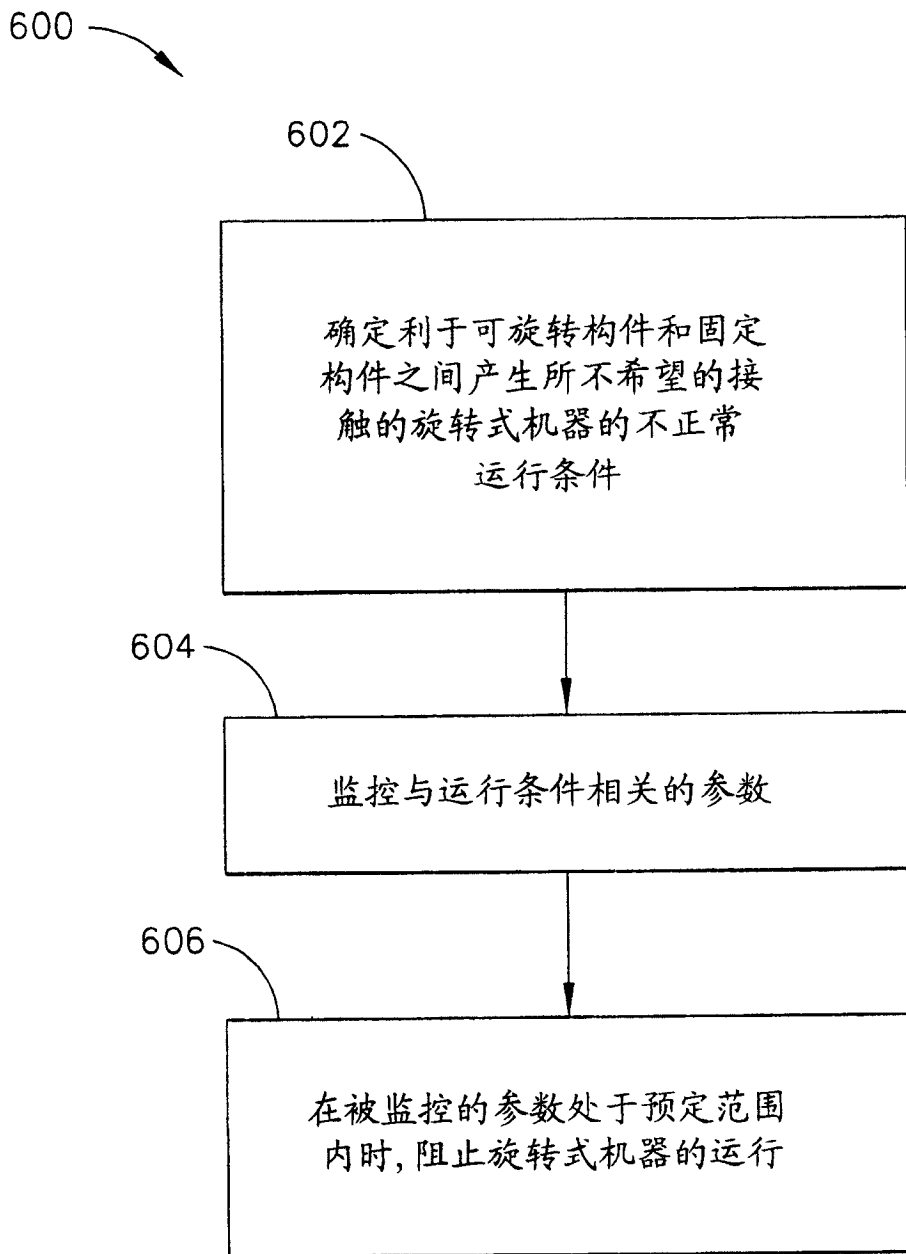 600
602
确定利于可旋转构件和固定
构件之间产生所不希望的接
触的旋转式机器的不正常
运行条件
604
监控与运行条件相关的参数
606
在被监控的参数处于预定范围
内时,阻止旋转式机器的运行